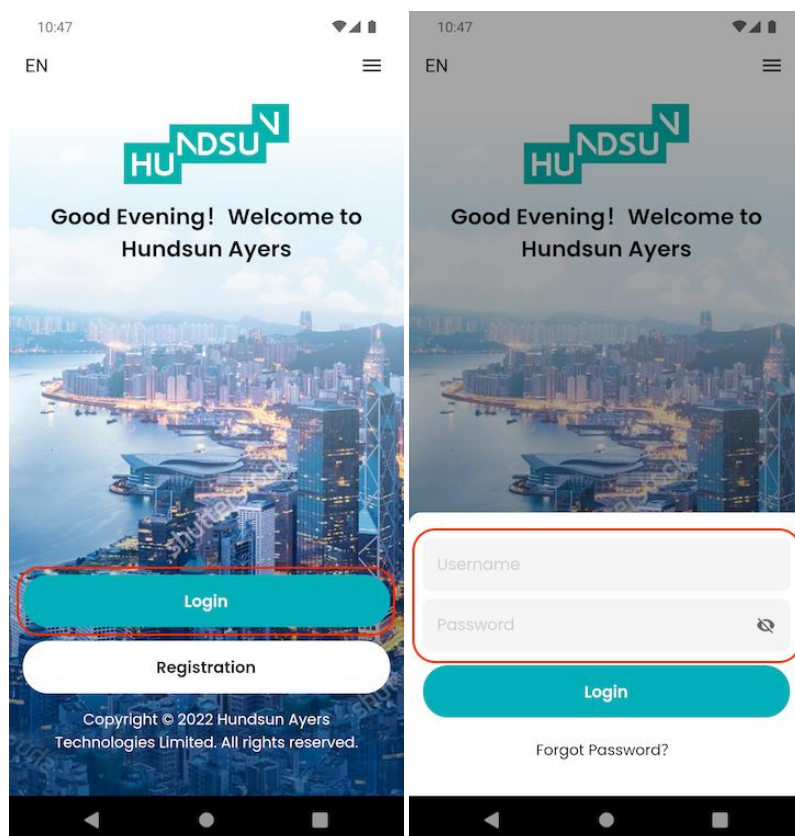 10:47
EN
HUNDSUN
Good Evening! Welcome to
Hundsun Ayers
shutterstock
Login
Registration
Copyright © 2022 Hundsun Ayers
Technologies Limited. All rights reserved.
10:47
EN
HUNDSUN
Good Evening! Welcome to
Hundsun Ayers
Username
Password
Login
Forgot Password?